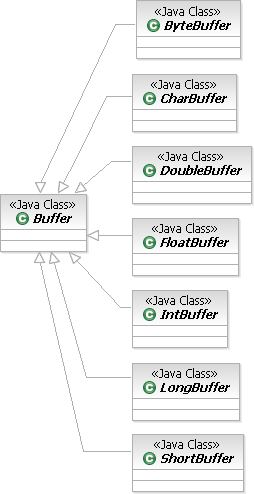 «Java Class»
C ByteBuffer
«Java Class»
C CharBuffer
«Java Class»
C DoubleBuffer
«Java Class»
C Buffer
«Java Class»
C FloatBuffer
«Java Class»
C IntBuffer
«Java Class»
C LongBuffer
«Java Class»
C ShortBuffer